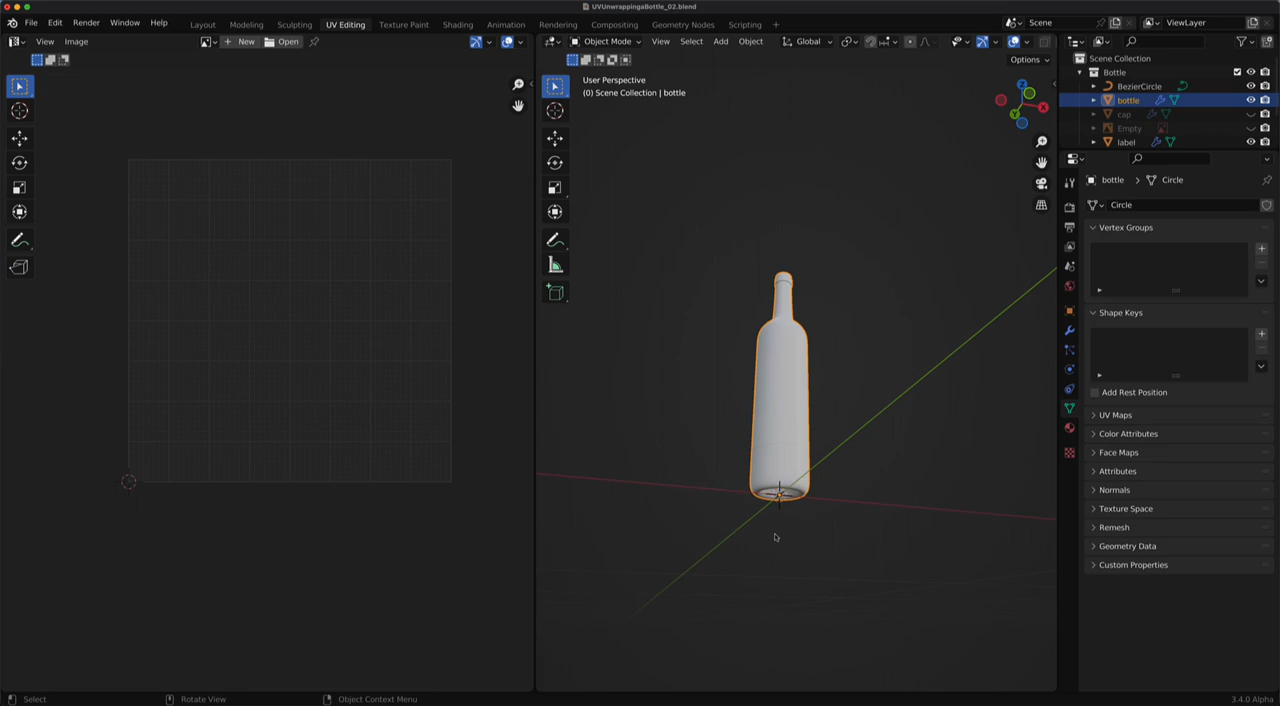 UVUnwrappingaBottle_02.blend
File Edit Render Window Help Layout Modeling Sculpting UV Editing Texture Paint Shading Animation Rendering Compositing Geometry Nodes Scripting + Scene ViewLayer
View Image New Open Object Mode View Select Add Object Global
Options
User Perspective
(0) Scene Collection | bottle
Scene Collection
Bottle
BezierCircle
bottle
cap
Empty
label
bottle > Circle
Circle
Vertex Groups
Shape Keys
Add Rest Position
UV Maps
Color Attributes
Face Maps
Attributes
Normals
Texture Space
Remesh
Geometry Data
Custom Properties
X
Y
Z
Select Rotate View Object Context Menu 3.4.0 Alpha